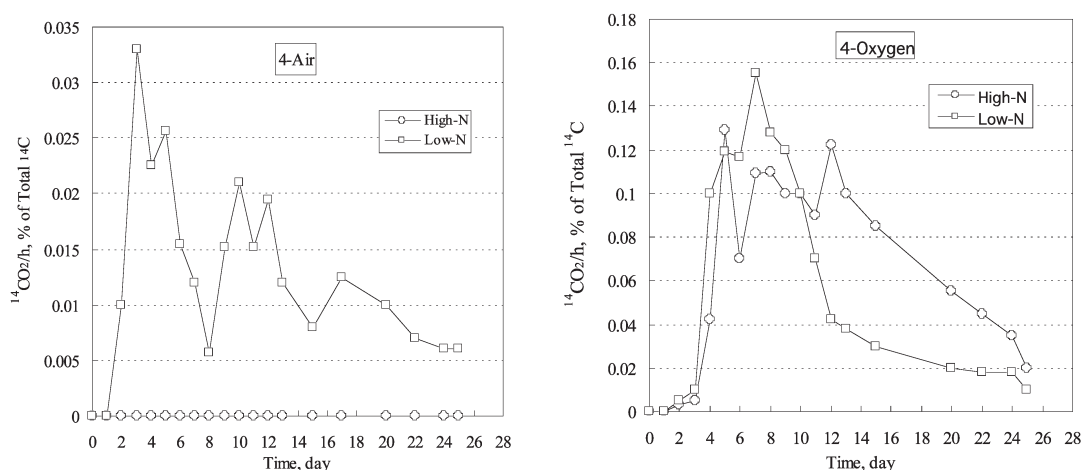 4-Air
High-N
Low-N
0.035
0.03
0.025
0.02
0.015
0.01
0.005
0
¹⁴CO₂/h, % of Total ¹⁴C
0 2 4 6 8 10 12 14 16 18 20 22 24 26 28
Time, day
4-Oxygen
High-N
Low-N
0.18
0.16
0.14
0.12
0.1
0.08
0.06
0.04
0.02
0
¹⁴CO₂/h, % of Total ¹⁴C
0 2 4 6 8 10 12 14 16 18 20 22 24 26 28
Time, day